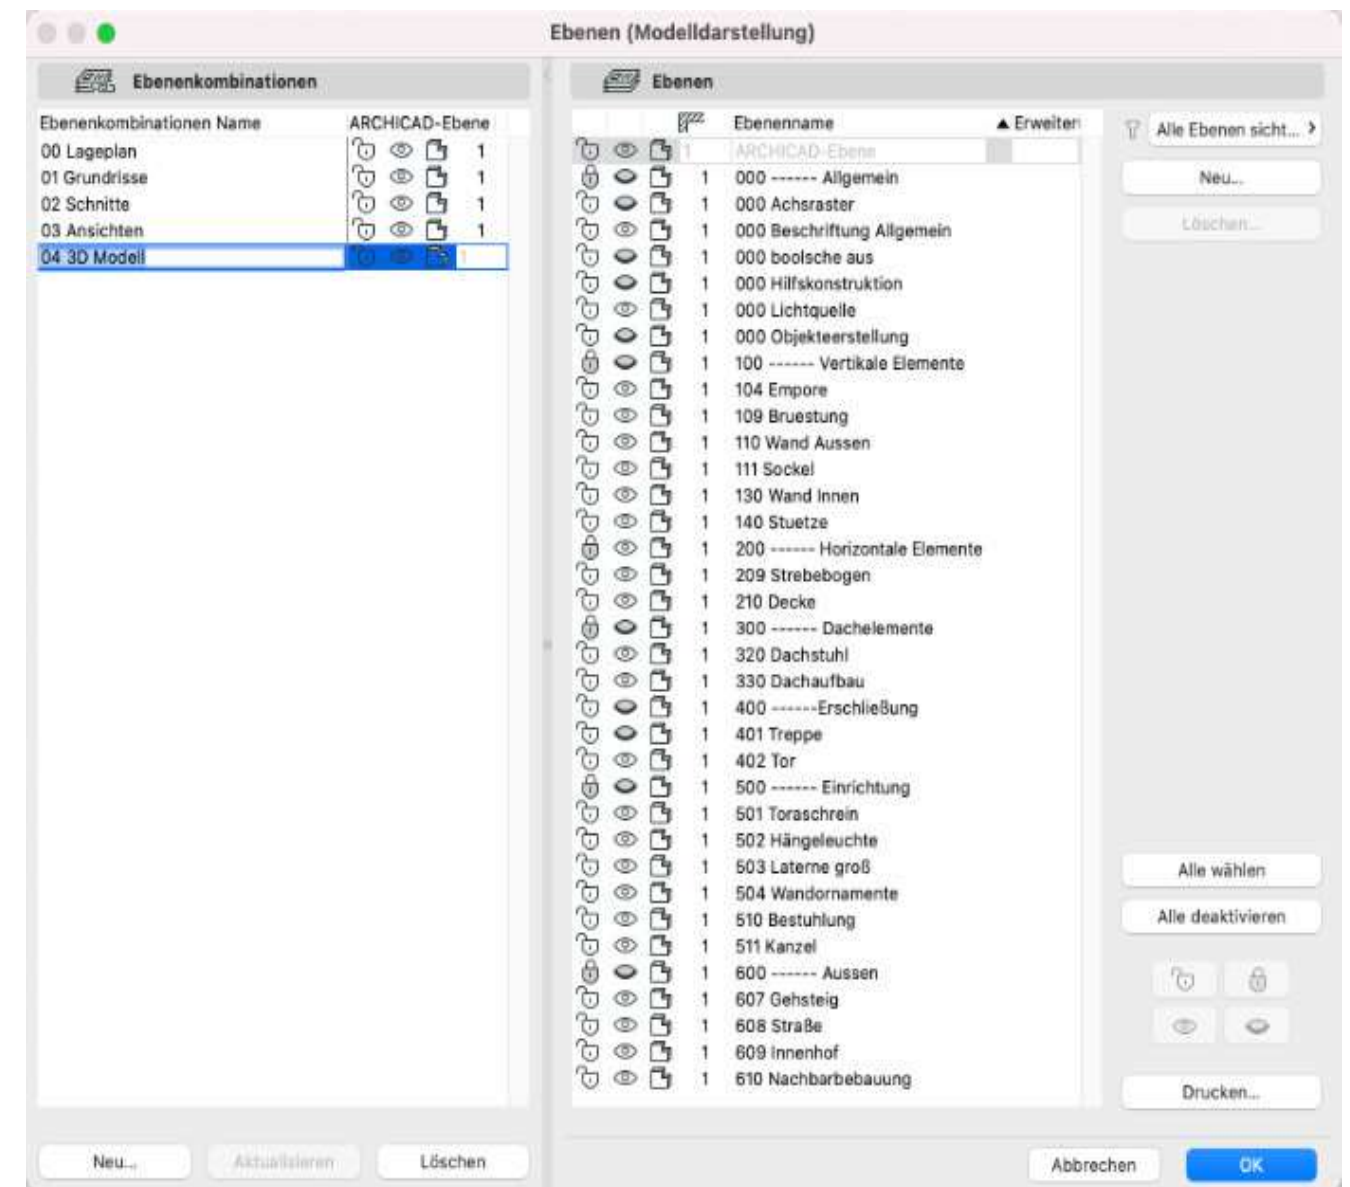 Ebenen (Modelldarstellung)
Ebenenkombinationen
Ebenen
Ebenenkombinationen Name ARCHICAD-Ebene
00 Lageplan 1
01 Grundrisse 1
02 Schnitte 1
03 Ansichten 1
04 3D Modell 1
Ebenenname ▲ Erweiter
1 ARCHICAD-Ebene
1 000 ------ Allgemein
1 000 Achsraster
1 000 Beschriftung Allgemein
1 000 boolsche aus
1 000 Hilfskonstruktion
1 000 Lichtquelle
1 000 Objekteerstellung
1 100 ------ Vertikale Elemente
1 104 Empore
1 109 Bruestung
1 110 Wand Aussen
1 111 Sockel
1 130 Wand Innen
1 140 Stuetze
1 200 ------ Horizontale Elemente
1 209 Strebebogen
1 210 Decke
1 300 ------ Dachelemente
1 320 Dachstuhl
1 330 Dachaufbau
1 400 ------Erschließung
1 401 Treppe
1 402 Tor
1 500 ------ Einrichtung
1 501 Toraschrein
1 502 Hängeleuchte
1 503 Laterne groß
1 504 Wandornamente
1 510 Bestuhlung
1 511 Kanzel
1 600 ------ Aussen
1 607 Gehsteig
1 608 Straße
1 609 Innenhof
1 610 Nachbarbebauung
Alle Ebenen sicht... >
Neu...
Löschen...
Alle wählen
Alle deaktivieren
Drucken...
Neu...
Aktualisieren
Löschen
Abbrechen
OK